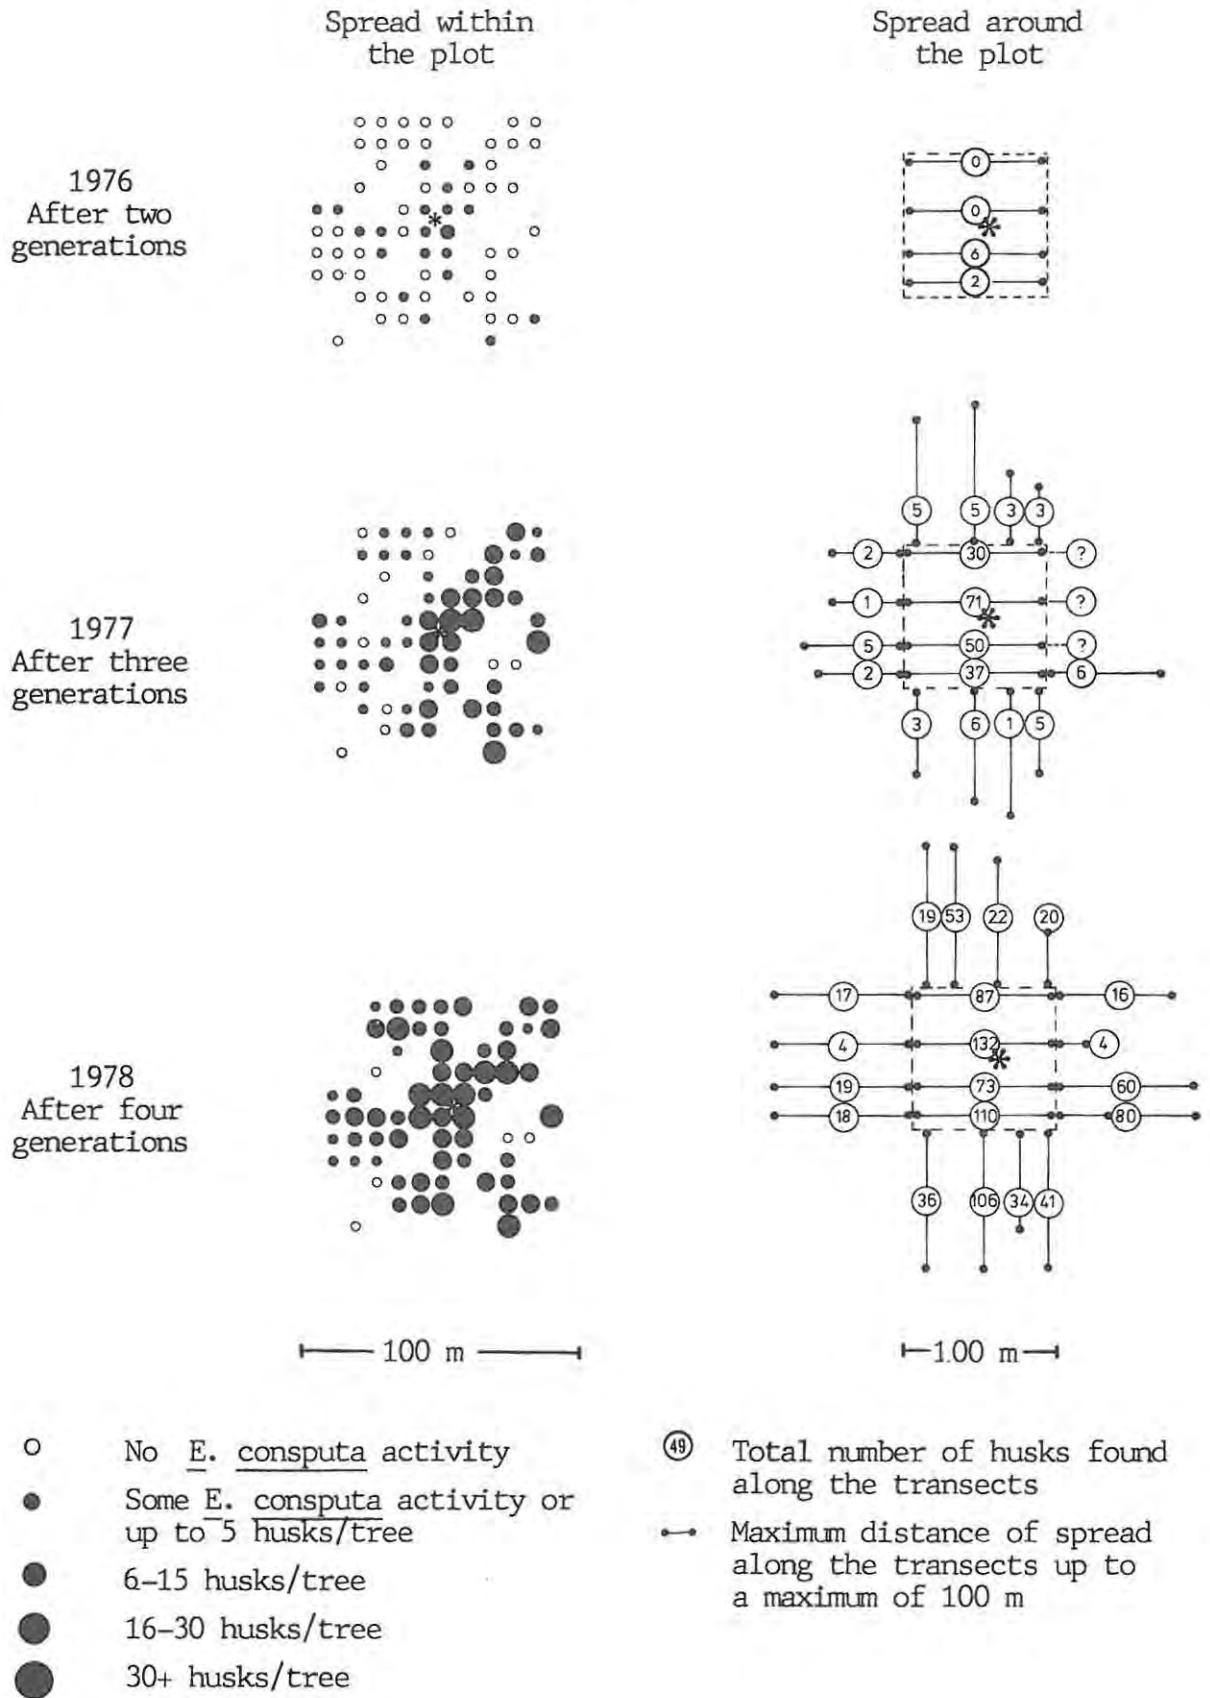 Spread within
the plot
Spread around
the plot
1976
After two
generations
*
0
0
*
6
2
1977
After three
generations
*
5
5
3
3
2
30
?
1
71
?
*
5
50
?
2
37
6
3
6
1
5
1978
After four
generations
19
53
22
20
17
87
16
4
132
4
*
19
73
60
18
110
80
36
106
34
41
100 m
1.00 m
No E. consputa activity
Some E. consputa activity or
up to 5 husks/tree
6-15 husks/tree
16-30 husks/tree
30+ husks/tree
49 Total number of husks found
along the transects
Maximum distance of spread
along the transects up to
a maximum of 100 m